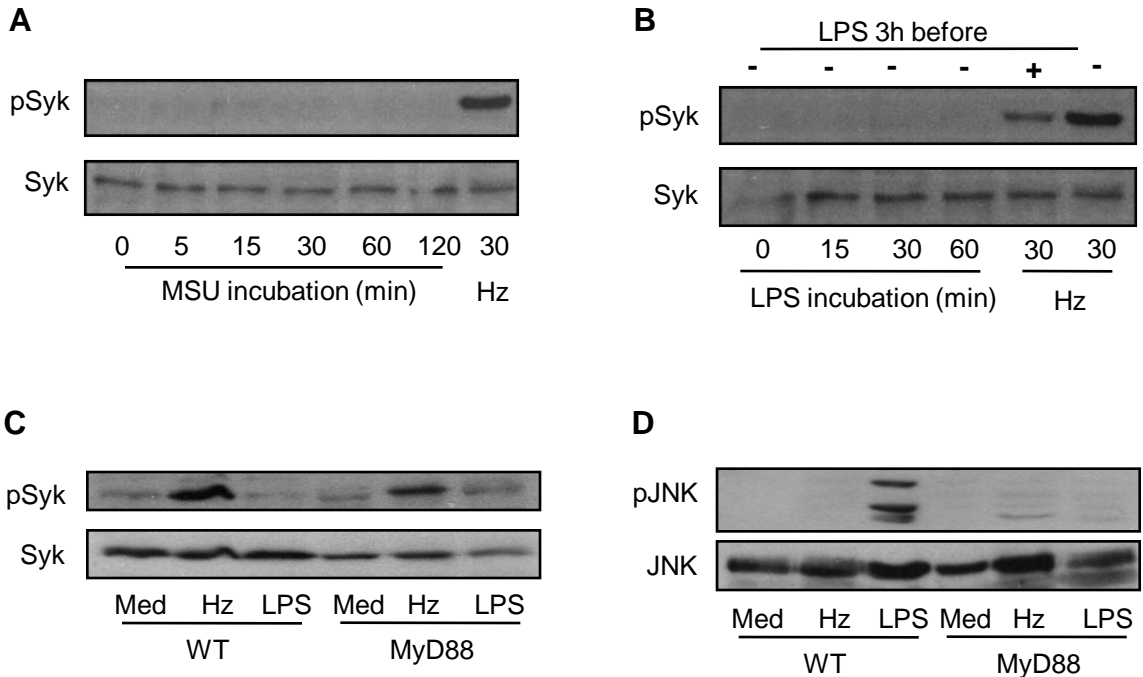 A
pSyk
Syk
0 5 15 30 60 120 30
MSU incubation (min) Hz
B
LPS 3h before
- - - - + -
pSyk
Syk
0 15 30 60 30 30
LPS incubation (min) Hz
C
pSyk
Syk
Med Hz LPS Med Hz LPS
WT MyD88
D
pJNK
JNK
Med Hz LPS Med Hz LPS
WT MyD88